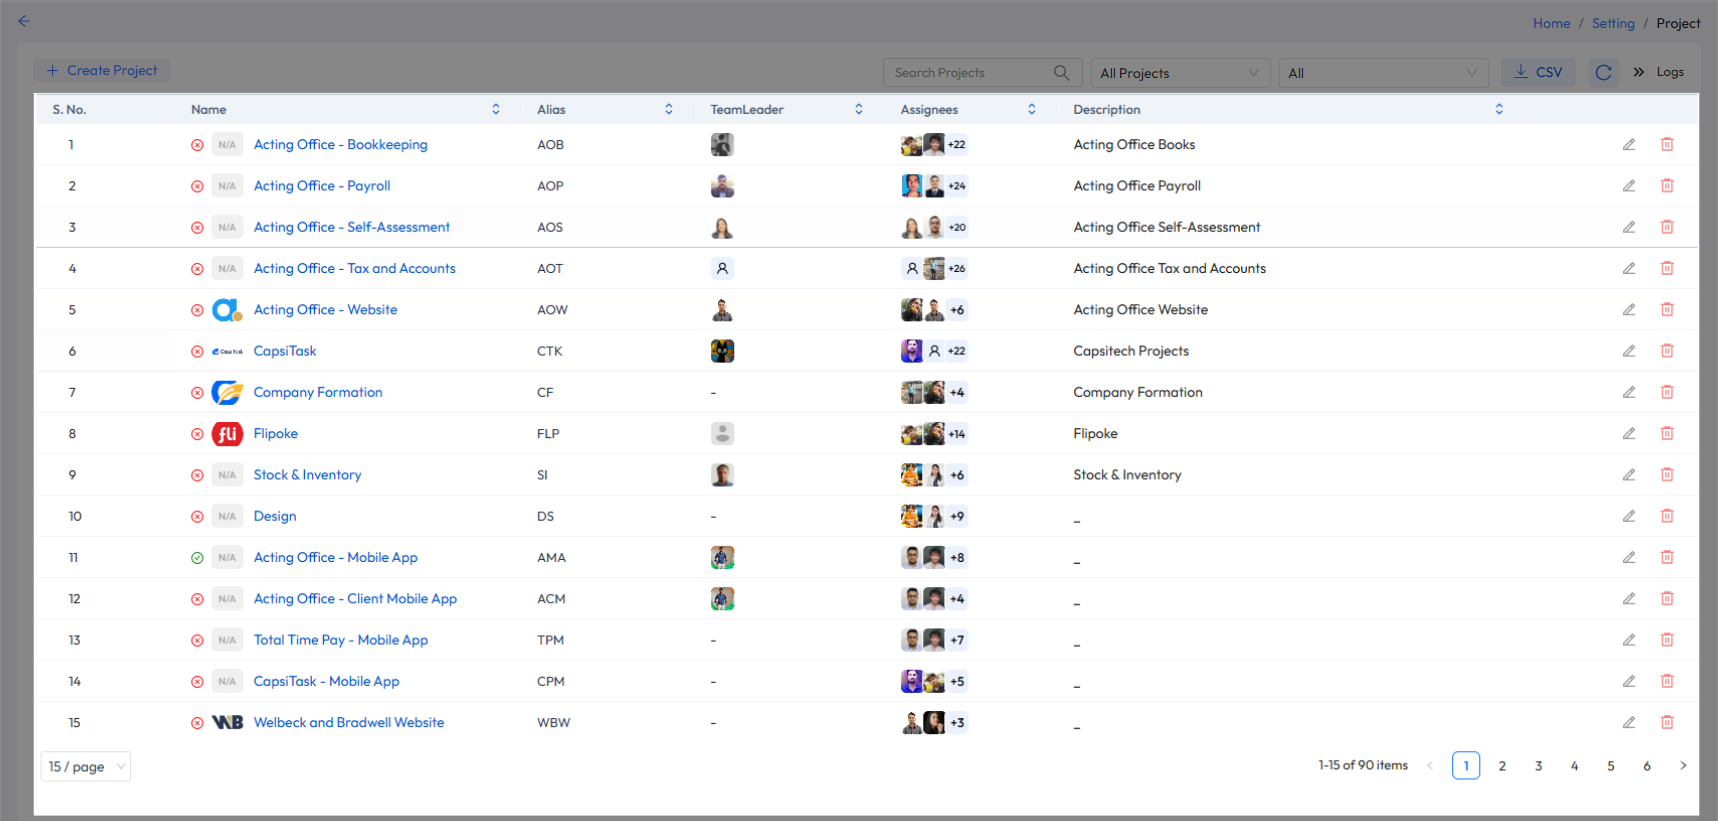 Home / Setting / Project
+ Create Project Search Projects All Projects All CSV Logs
S. No. Name Alias TeamLeader Assignees Description
1 N/A Acting Office - Bookkeeping AOB +22 Acting Office Books
2 N/A Acting Office - Payroll AOP +24 Acting Office Payroll
3 N/A Acting Office - Self-Assessment AOS +20 Acting Office Self-Assessment
4 N/A Acting Office - Tax and Accounts AOT +26 Acting Office Tax and Accounts
5 Acting Office - Website AOW +6 Acting Office Website
6 CapsiTask CTK +22 Capsitech Projects
7 Company Formation CF - +4 Company Formation
8 fli Flipoke FLP +14 Flipoke
9 N/A Stock & Inventory SI +6 Stock & Inventory
10 N/A Design DS - +9 _
11 N/A Acting Office - Mobile App AMA +8 _
12 N/A Acting Office - Client Mobile App ACM +4 _
13 N/A Total Time Pay - Mobile App TPM - +7 _
14 N/A CapsiTask - Mobile App CPM - +5 _
15 WB Welbeck and Bradwell Website WBW - +3 _
15 / page 1-15 of 90 items < 1 2 3 4 5 6 >